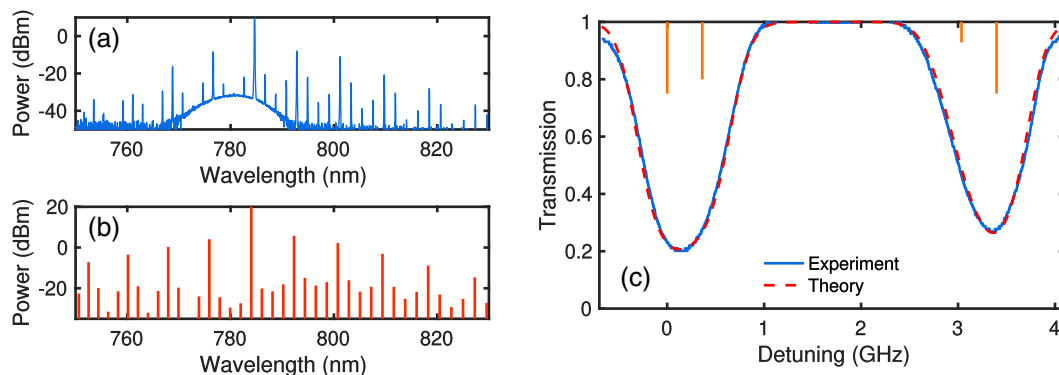 (a)
Power (dBm)
0
-20
-40
760
780
800
820
Wavelength (nm)
(b)
Power (dBm)
20
0
-20
760
780
800
820
Wavelength (nm)
(c)
Transmission
1
0.8
0.6
0.4
0.2
0
Experiment
Theory
0
1
2
3
4
Detuning (GHz)